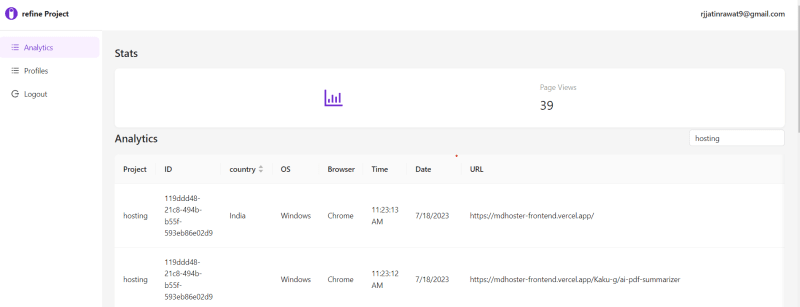 refine Project
rjjatinrawat9@gmail.com
Analytics
Profiles
Logout
Stats
Page Views
39
Analytics
hosting
Project ID country OS Browser Time Date URL
hosting 119ddd48-21c8-494b-b55f-593eb86e02d9 India Windows Chrome 11:23:13 AM 7/18/2023 https://mdhoster-frontend.vercel.app/
hosting 119ddd48-21c8-494b-b55f-593eb86e02d9 Windows Chrome 11:23:12 AM 7/18/2023 https://mdhoster-frontend.vercel.app/Kaku-g/ai-pdf-summarizer